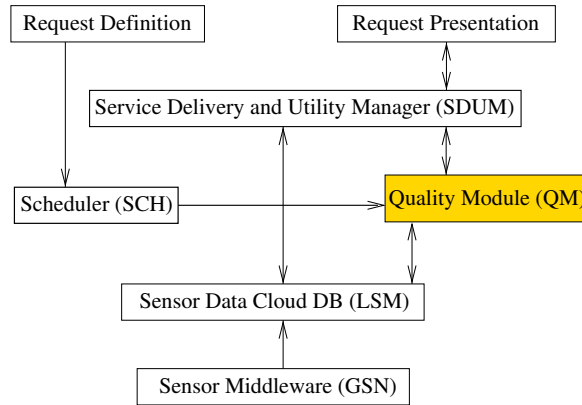 Request Definition
Request Presentation
Service Delivery and Utility Manager (SDUM)
Scheduler (SCH)
Quality Module (QM)
Sensor Data Cloud DB (LSM)
Sensor Middleware (GSN)